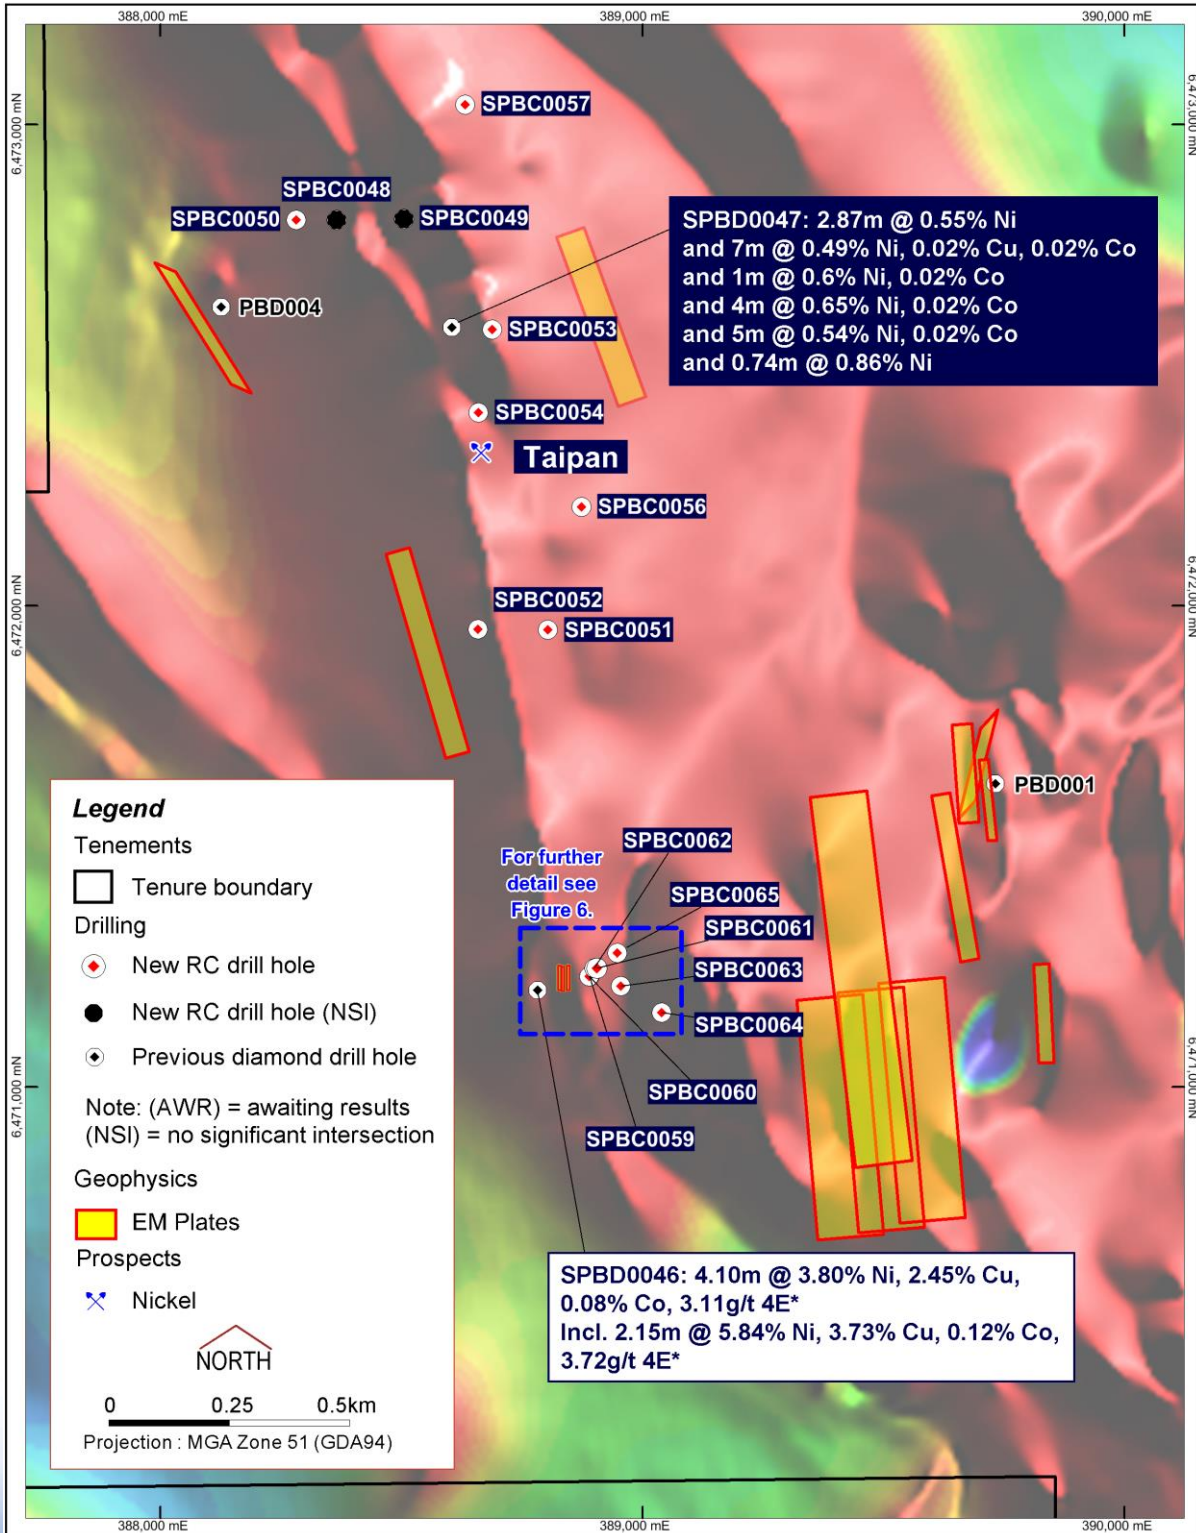 388,000 mE
389,000 mE
390,000 mE
6,473,000 mN
6,473,000 mN
SPBC0057
SPBC0048
SPBC0050
SPBC0049
SPBD0047: 2.87m @ 0.55% Ni
and 7m @ 0.49% Ni, 0.02% Cu, 0.02% Co
and 1m @ 0.6% Ni, 0.02% Co
and 4m @ 0.65% Ni, 0.02% Co
and 5m @ 0.54% Ni, 0.02% Co
and 0.74m @ 0.86% Ni
PBD004
SPBC0053
SPBC0054
Taipan
SPBC0056
6,472,000 mN
6,472,000 mN
SPBC0052
SPBC0051
PBD001
Legend
Tenements
Tenure boundary
Drilling
New RC drill hole
New RC drill hole (NSI)
Previous diamond drill hole
Note: (AWR) = awaiting results
(NSI) = no significant intersection
Geophysics
EM Plates
Prospects
Nickel
NORTH
0 0.25 0.5km
Projection : MGA Zone 51 (GDA94)
For further
detail see
Figure 6.
SPBC0062
SPBC0065
SPBC0061
SPBC0063
SPBC0064
SPBC0060
SPBC0059
6,471,000 mN
6,471,000 mN
SPBD0046: 4.10m @ 3.80% Ni, 2.45% Cu,
0.08% Co, 3.11g/t 4E*
Incl. 2.15m @ 5.84% Ni, 3.73% Cu, 0.12% Co,
3.72g/t 4E*
388,000 mE
389,000 mE
390,000 mE